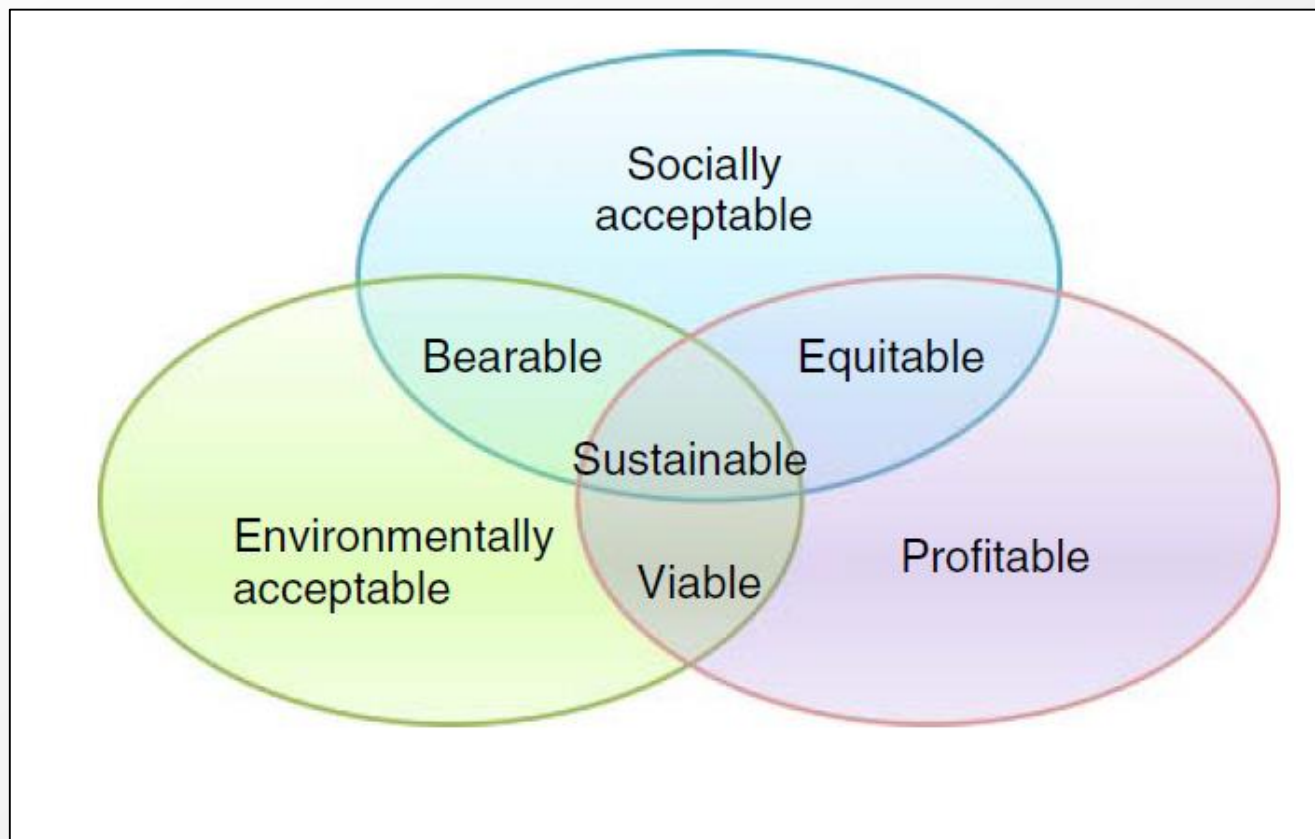 Socially
acceptable
Bearable
Equitable
Sustainable
Environmentally
acceptable
Viable
Profitable